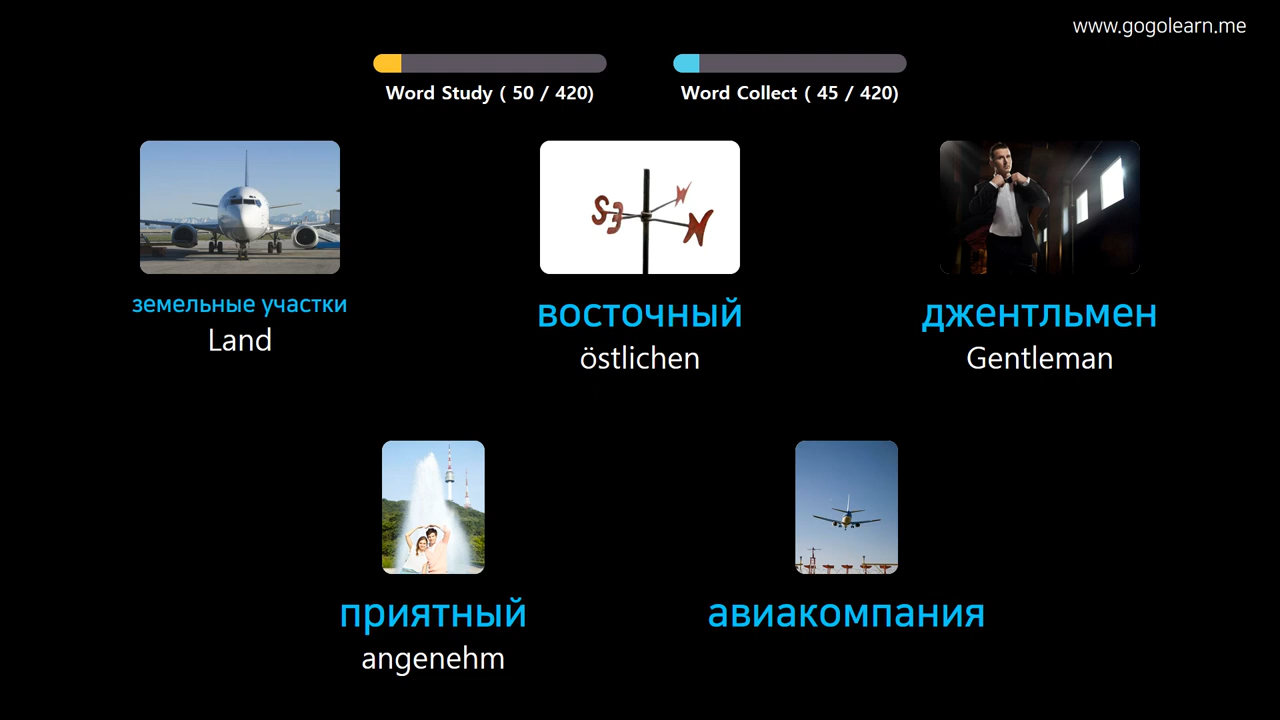 www.gogolearn.me
Word Study ( 50 / 420)
Word Collect ( 45 / 420)
земельные участки
Land
восточный
östlichen
джентльмен
Gentleman
S E N W
приятный
angenehm
авиакомпания